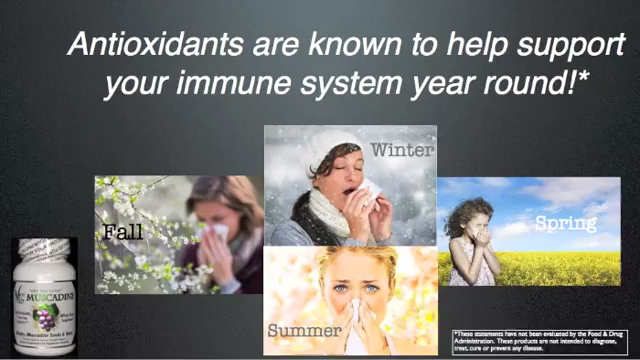 Antioxidants are known to help support
your immune system year round!*
Winter
Fall
Spring
Summer
MUSCADINE
*These statements have not been evaluated by the Food & Drug
Administration. These products are not intended to diagnose,
treat, cure or prevent any disease.